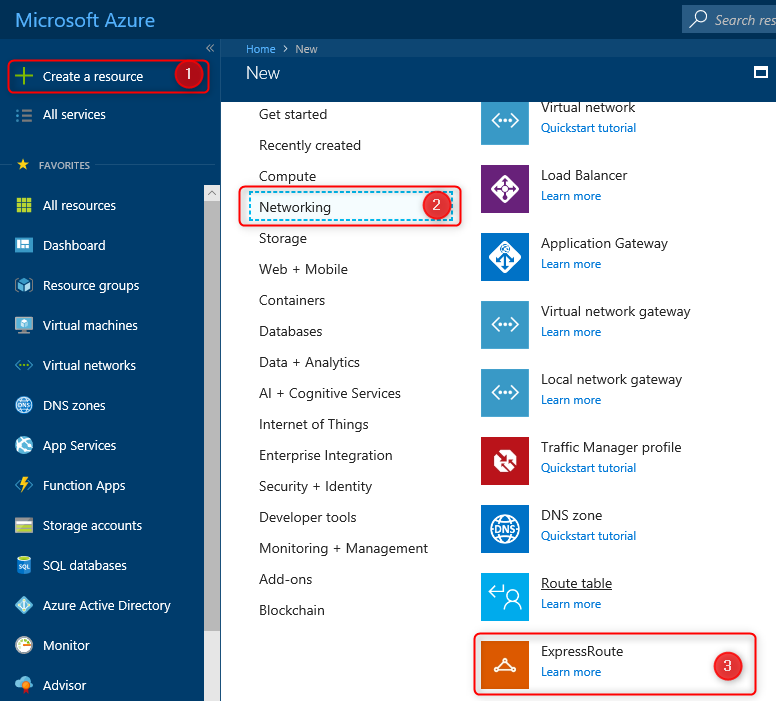 Microsoft Azure
Search res
Create a resource
1
All services
FAVORITES
All resources
Dashboard
Resource groups
Virtual machines
Virtual networks
DNS
DNS zones
App Services
Function Apps
Storage accounts
SQL
SQL databases
Azure Active Directory
Monitor
Advisor
Home > New
New
Get started
Recently created
Compute
Networking
2
Storage
Web + Mobile
Containers
Databases
Data + Analytics
AI + Cognitive Services
Internet of Things
Enterprise Integration
Security + Identity
Developer tools
Monitoring + Management
Add-ons
Blockchain
Virtual network
Quickstart tutorial
Load Balancer
Learn more
Application Gateway
Learn more
Virtual network gateway
Learn more
Local network gateway
Learn more
Traffic Manager profile
Quickstart tutorial
DNS
DNS zone
Quickstart tutorial
Route table
Learn more
ExpressRoute
Learn more
3